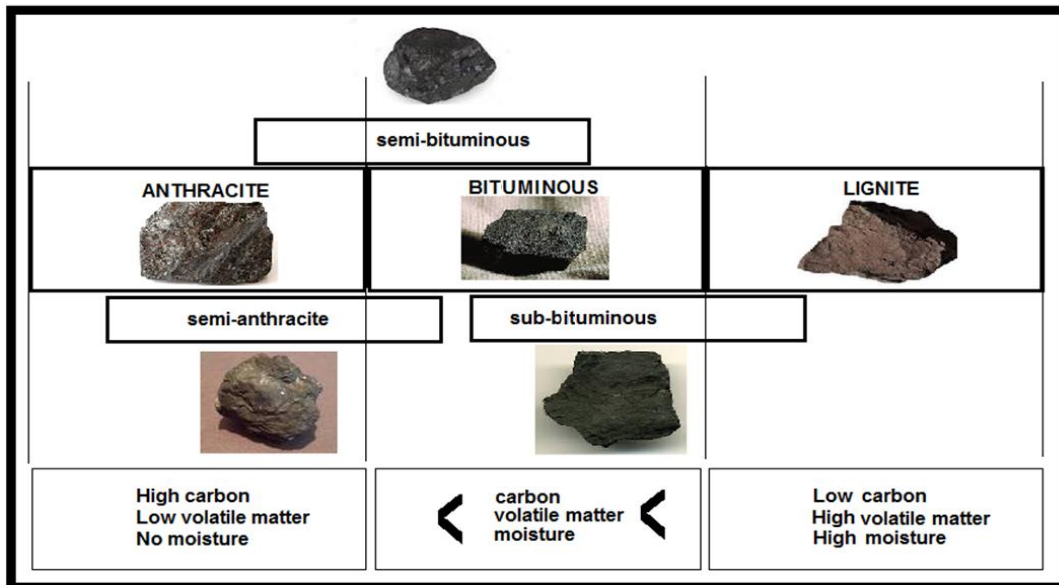 semi-bituminous
ANTHRACITE
BITUMINOUS
LIGNITE
semi-anthracite
sub-bituminous
High carbon
Low volatile matter
No moisture
< carbon <
volatile matter
moisture
Low carbon
High volatile matter
High moisture